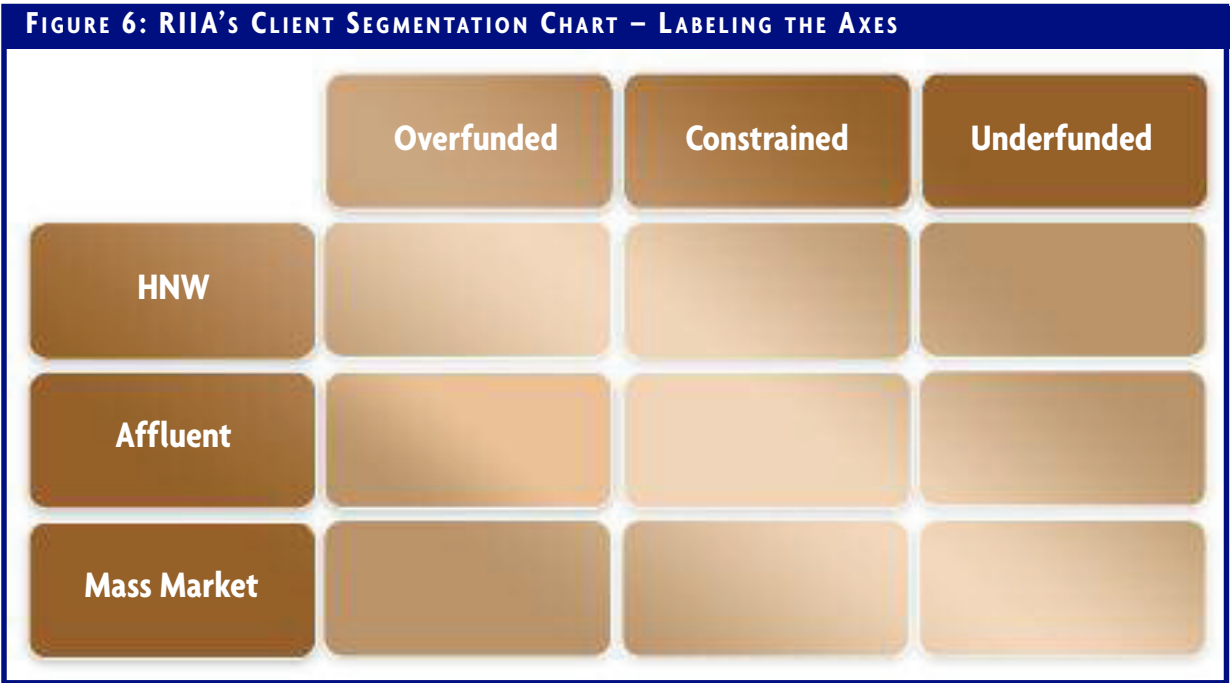 FIGURE 6: RIIA'S CLIENT SEGMENTATION CHART – LABELING THE AXES
Overfunded Constrained Underfunded
HNW
Affluent
Mass Market